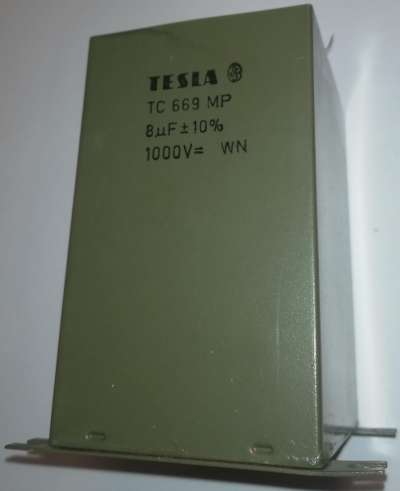 TESLA
TC 669 MP
8µF±10%
1000V= WN